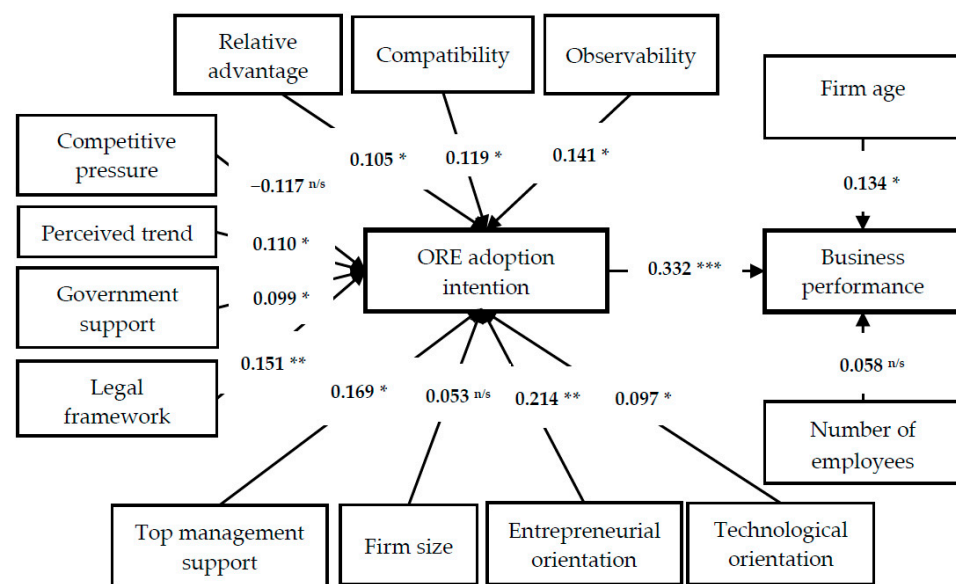 Relative
advantage
Compatibility
Observability
Firm age
Competitive
pressure
0.105 *
0.119 *
0.141 *
−0.117 n/s
0.134 *
Perceived trend
0.110 *
ORE adoption
intention
0.332 ***
Business
performance
Government
support
0.099 *
0.151 **
Legal
framework
0.169 *
0.053 n/s
0.214 **
0.097 *
0.058 n/s
Number of
employees
Top management
support
Firm size
Entrepreneurial
orientation
Technological
orientation